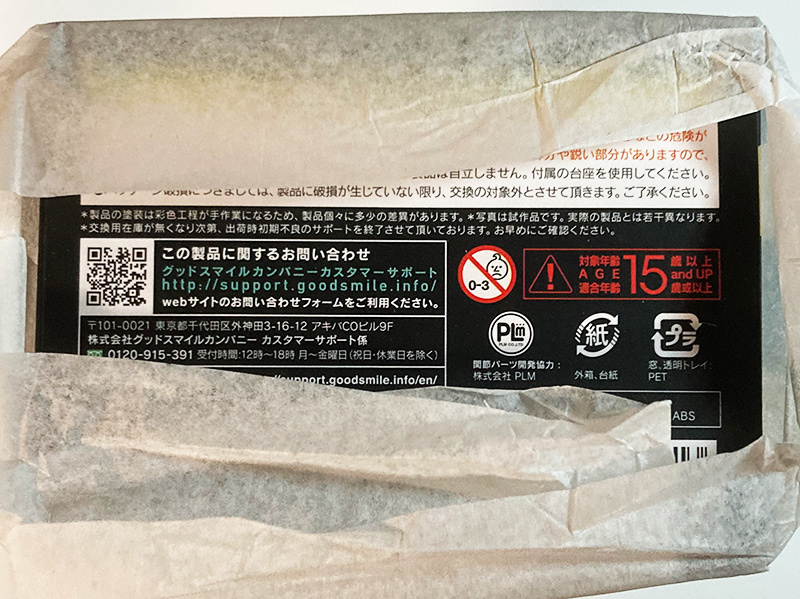 の危険が
や鋭い部分がありますので、
は自立しません。付属の台座を使用してください。
破損につきましては、製品に破損が生じていない限り、交換の対象外とさせて頂きます。ご了承ください。
*製品の塗装は彩色工程が手作業になるため、製品個々に多少の差異があります。*写真は試作品です。実際の製品とは若干異なります。
*交換用在庫が無くなり次第、出荷時初期不良のサポートを終了させて頂いております。お早めにご確認ください。
この製品に関するお問い合わせ
グッドスマイルカンパニーカスタマーサポート
http://support.goodsmile.info/
webサイトのお問い合わせフォームをご利用ください。
〒101-0021 東京都千代田区外神田3-16-12 アキバCOビル9F
株式会社グッドスマイルカンパニー カスタマーサポート係
0120-915-391 受付時間:12時〜18時 月〜金曜日(祝日・休業日を除く)
/support.goodsmile.info/en/
0-3
対象年齢 15 歳以上
AGE and UP
適合年齢 歳或以上
PLM
PLM CO.,LTD
関節パーツ開発協力:
株式会社 PLM
紙
外箱、台紙
プラ
窓、透明トレイ:
PET
ABS